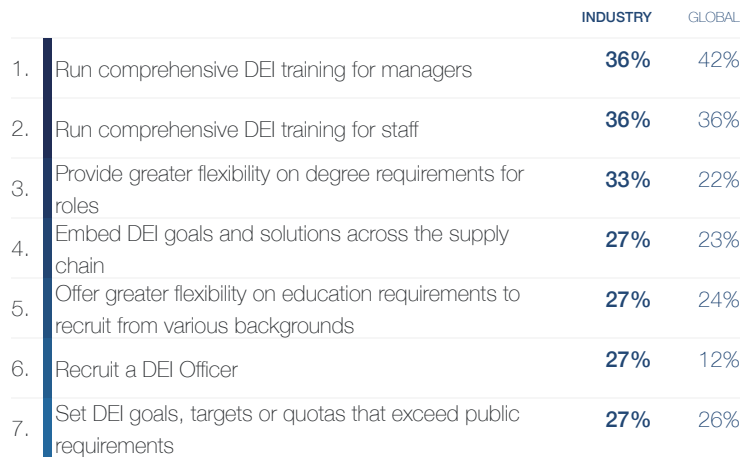 INDUSTRY GLOBAL
1. Run comprehensive DEI training for managers 36% 42%
2. Run comprehensive DEI training for staff 36% 36%
3. Provide greater flexibility on degree requirements for 33% 22%
roles
4. Embed DEI goals and solutions across the supply 27% 23%
chain
5. Offer greater flexibility on education requirements to 27% 24%
recruit from various backgrounds
6. Recruit a DEI Officer 27% 12%
7. Set DEI goals, targets or quotas that exceed public 27% 26%
requirements